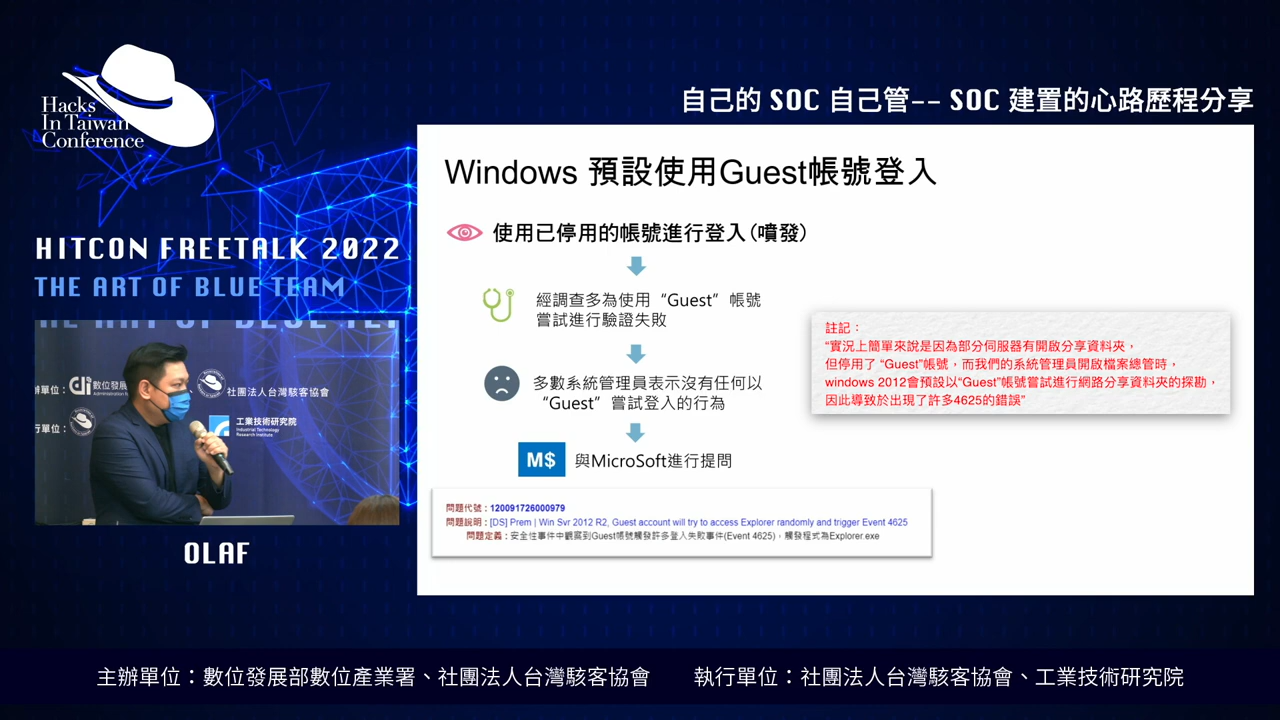 Hacks
In Taiwan
Conference
自己的 SOC 自己管-- SOC 建置的心路歷程分享
HITCON FREETALK 2022
THE ART OF BLUE TEAM
Windows 預設使用Guest帳號登入
使用已停用的帳號進行登入(噴發)
經調查多為使用“Guest”帳號
嘗試進行驗證失敗
多數系統管理員表示沒有任何以
“Guest”嘗試登入的行為
M$ 與MicroSoft進行提問
註記：
“實況上簡單來說是因為部分伺服器有開啟分享資料夾，
但停用了 “Guest”帳號，而我們的系統管理員開啟檔案總管時，
windows 2012會預設以“Guest”帳號嘗試進行網路分享資料夾的探勘，
因此導致於出現了許多4625的錯誤”
問題代號：120091726000979
問題說明：[DS] Prem | Win Svr 2012 R2, Guest account will try to access Explorer randomly and trigger Event 4625
問題定義：安全性事件中觀察到Guest帳號觸發許多登入失敗事件(Event 4625)，觸發程式為Explorer.exe
辦單位：
數位發展
社團法人台灣駭客協會
行單位：
工業技術研究院
Industrial Technology
Research Institute
OLAF
主辦單位：數位發展部數位產業署、社團法人台灣駭客協會
執行單位：社團法人台灣駭客協會、工業技術研究院